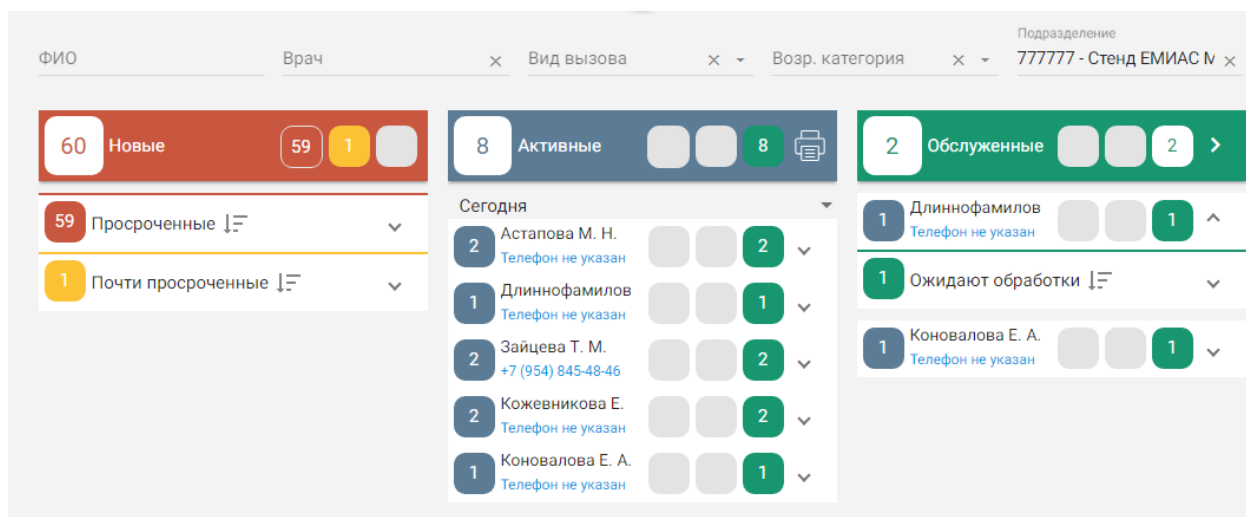 Подразделение
ФИО Врач Вид вызова Возр. категория 777777 - Стенд ЕМИАС М
60 Новые 59 1
59 Просроченные
1 Почти просроченные
8 Активные 8
Сегодня
2 Астапова М. Н. 2
Телефон не указан
1 Длиннофамилов 1
Телефон не указан
2 Зайцева Т. М. 2
+7 (954) 845-48-46
2 Кожевникова Е. 2
Телефон не указан
1 Коновалова Е. А. 1
Телефон не указан
2 Обслуженные 2
1 Длиннофамилов 1
Телефон не указан
1 Ожидают обработки
1 Коновалова Е. А. 1
Телефон не указан